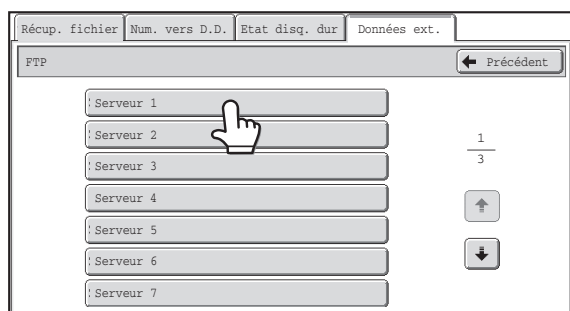 Récup. fichier Num. vers D.D. Etat disq. dur Données ext.
FTP Précédent
Serveur 1
Serveur 2
Serveur 3
Serveur 4
Serveur 5
Serveur 6
Serveur 7
1
3